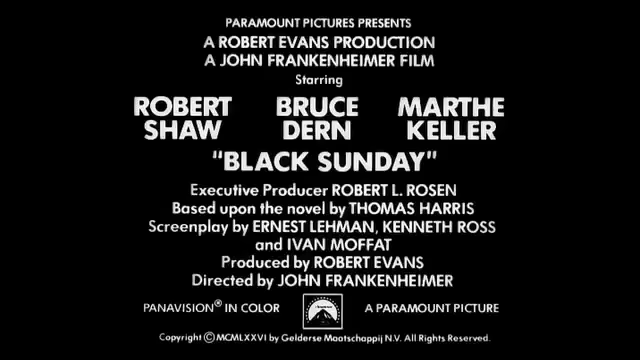 PARAMOUNT PICTURES PRESENTS
A ROBERT EVANS PRODUCTION
A JOHN FRANKENHEIMER FILM
Starring
ROBERT SHAW BRUCE DERN MARTHE KELLER
"BLACK SUNDAY"
Executive Producer ROBERT L. ROSEN
Based upon the novel by THOMAS HARRIS
Screenplay by ERNEST LEHMAN, KENNETH ROSS
and IVAN MOFFAT
Produced by ROBERT EVANS
Directed by JOHN FRANKENHEIMER
PANAVISION® IN COLOR A PARAMOUNT PICTURE
Copyright ©MCMLXXVI by Gelderse Maatschappij N.V. All Rights Reserved.